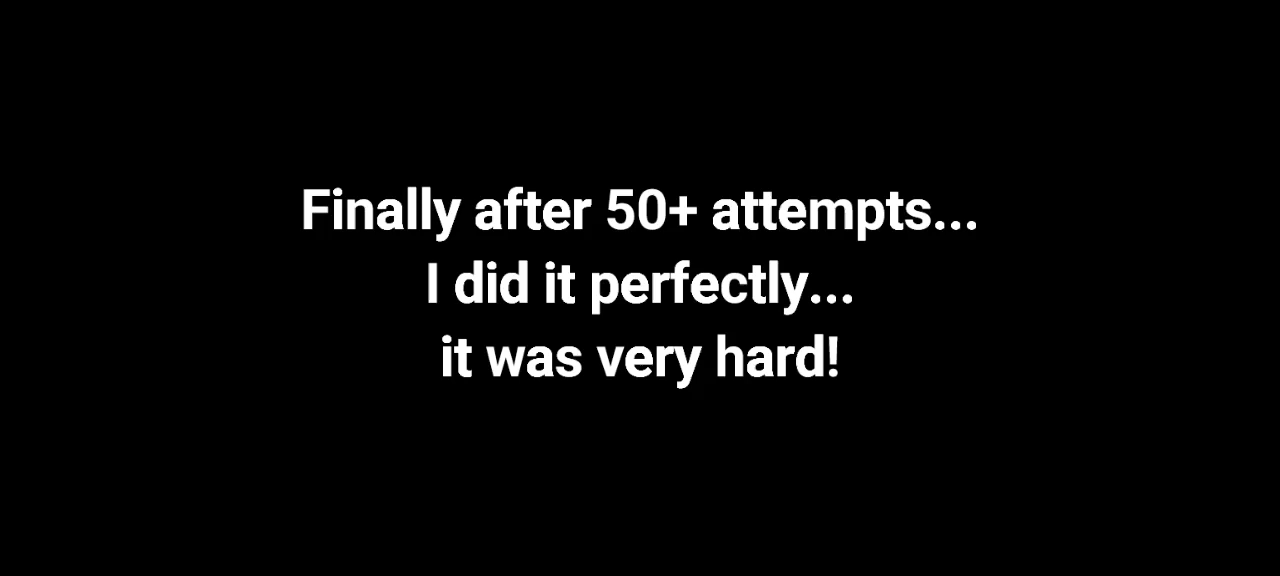 Finally after 50+ attempts...
I did it perfectly...
it was very hard!